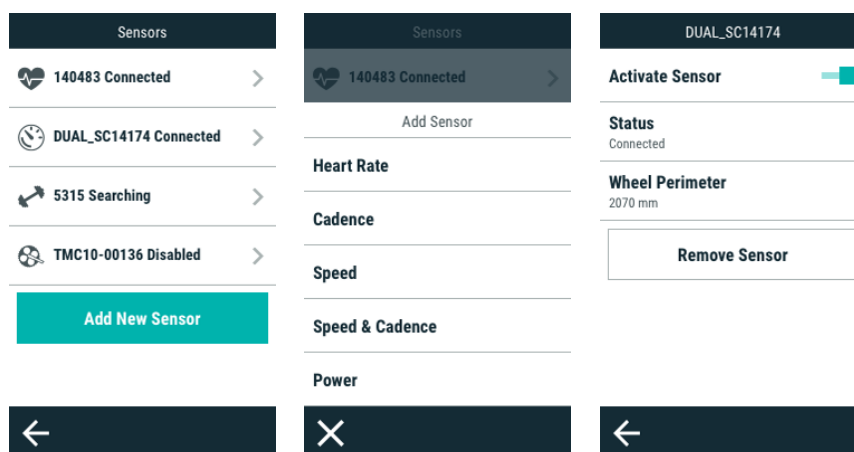 Sensors
140483 Connected
DUAL_SC14174 Connected
5315 Searching
TMC10-00136 Disabled
Add New Sensor
Sensors
140483 Connected
Add Sensor
Heart Rate
Cadence
Speed
Speed & Cadence
Power
DUAL_SC14174
Activate Sensor
Status
Connected
Wheel Perimeter
2070 mm
Remove Sensor